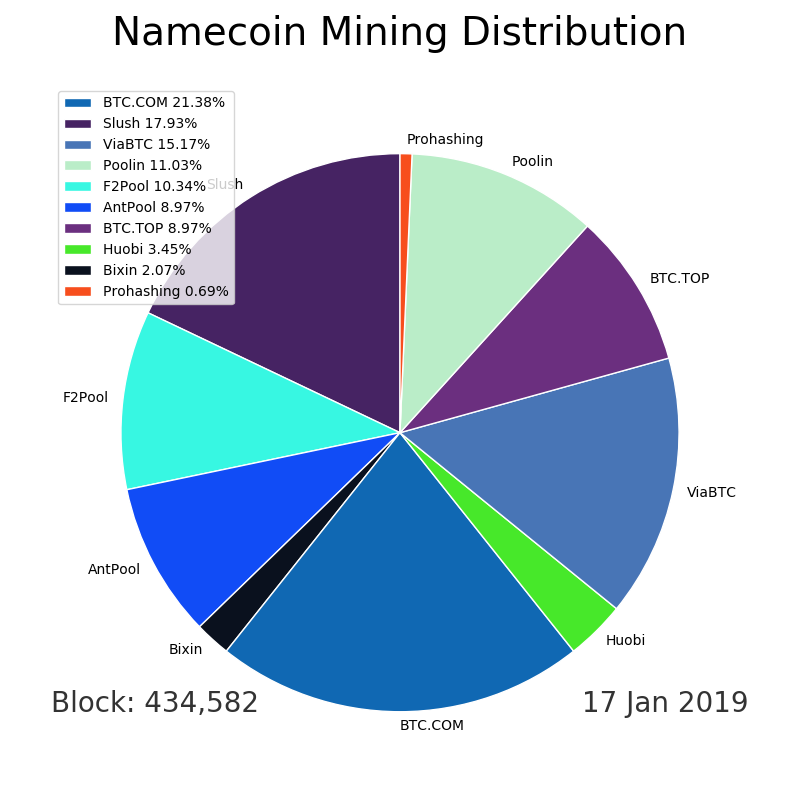 Namecoin Mining Distribution
BTC.COM 21.38%
Slush 17.93%
ViaBTC 15.17%
Poolin 11.03%
F2Pool 10.34%
AntPool 8.97%
BTC.TOP 8.97%
Huobi 3.45%
Bixin 2.07%
Prohashing 0.69%
Prohashing
Poolin
Slush
BTC.TOP
F2Pool
ViaBTC
AntPool
Huobi
Bixin
Block: 434,582
17 Jan 2019
BTC.COM